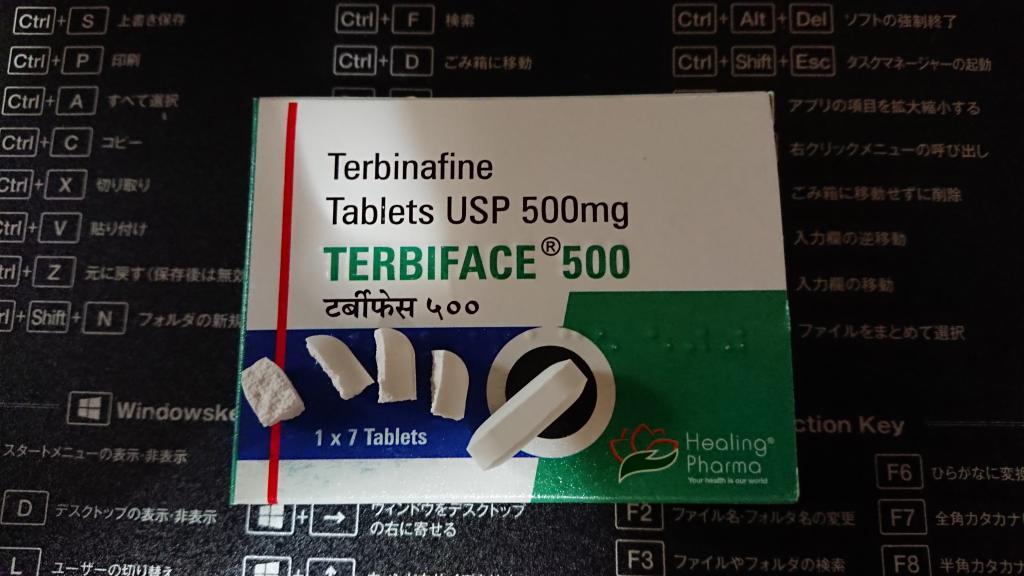 Ctrl + S 上書き保存
Ctrl + P 印刷
Ctrl + A すべて選択
Ctrl + C コピー
Ctrl + X 切り取り
Ctrl + V 貼り付け
Ctrl + Z 元に戻す(保存後は無効
Ctrl + Shift + N フォルダの新規
Ctrl + F 検索
Ctrl + D ごみ箱に移動
Ctrl + Alt + Del ソフトの強制終了
Ctrl + Shift + Esc タスクマネージャーの起動
アプリの項目を拡大縮小する
右クリックメニューの呼び出し
ごみ箱に移動せずに削除
入力欄の逆移動
入力欄の移動
ファイルをまとめて選択
Terbinafine
Tablets USP 500mg
TERBIFACE® 500
टर्बीफेस ५००
1 x 7 Tablets
Healing®
Pharma
Your health is our world
Windowske
スタートメニューの表示・非表示
D デスクトップの表示・非表示
L ユーザーの切り替え
+ → ウィンドウをデスクトップ
の右に寄せる
+ ↑
ction Key
F2 ファイル名・フォルダ名の変更
F3 ファイルやフォルダの検索
F6 ひらがなに変換
F7 全角カタカナ
F8 半角カタカナ